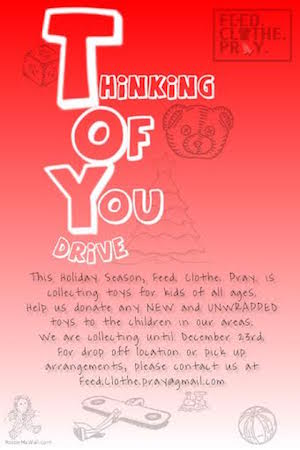 FEED.
CLOTHE.
PRAY.
THINKING
OF
YOU
DRIVE
This Holiday Season, Feed. Clothe. Pray. is
collecting toys for kids of all ages.
Help us donate any NEW and UNWRAPPED
toys to the children in our areas.
We are collecting until December 23rd.
For drop off location or pick up
arrangements, please contact us at
Feed.Clothe.Pray@gmail.com
PosterMyWall.com